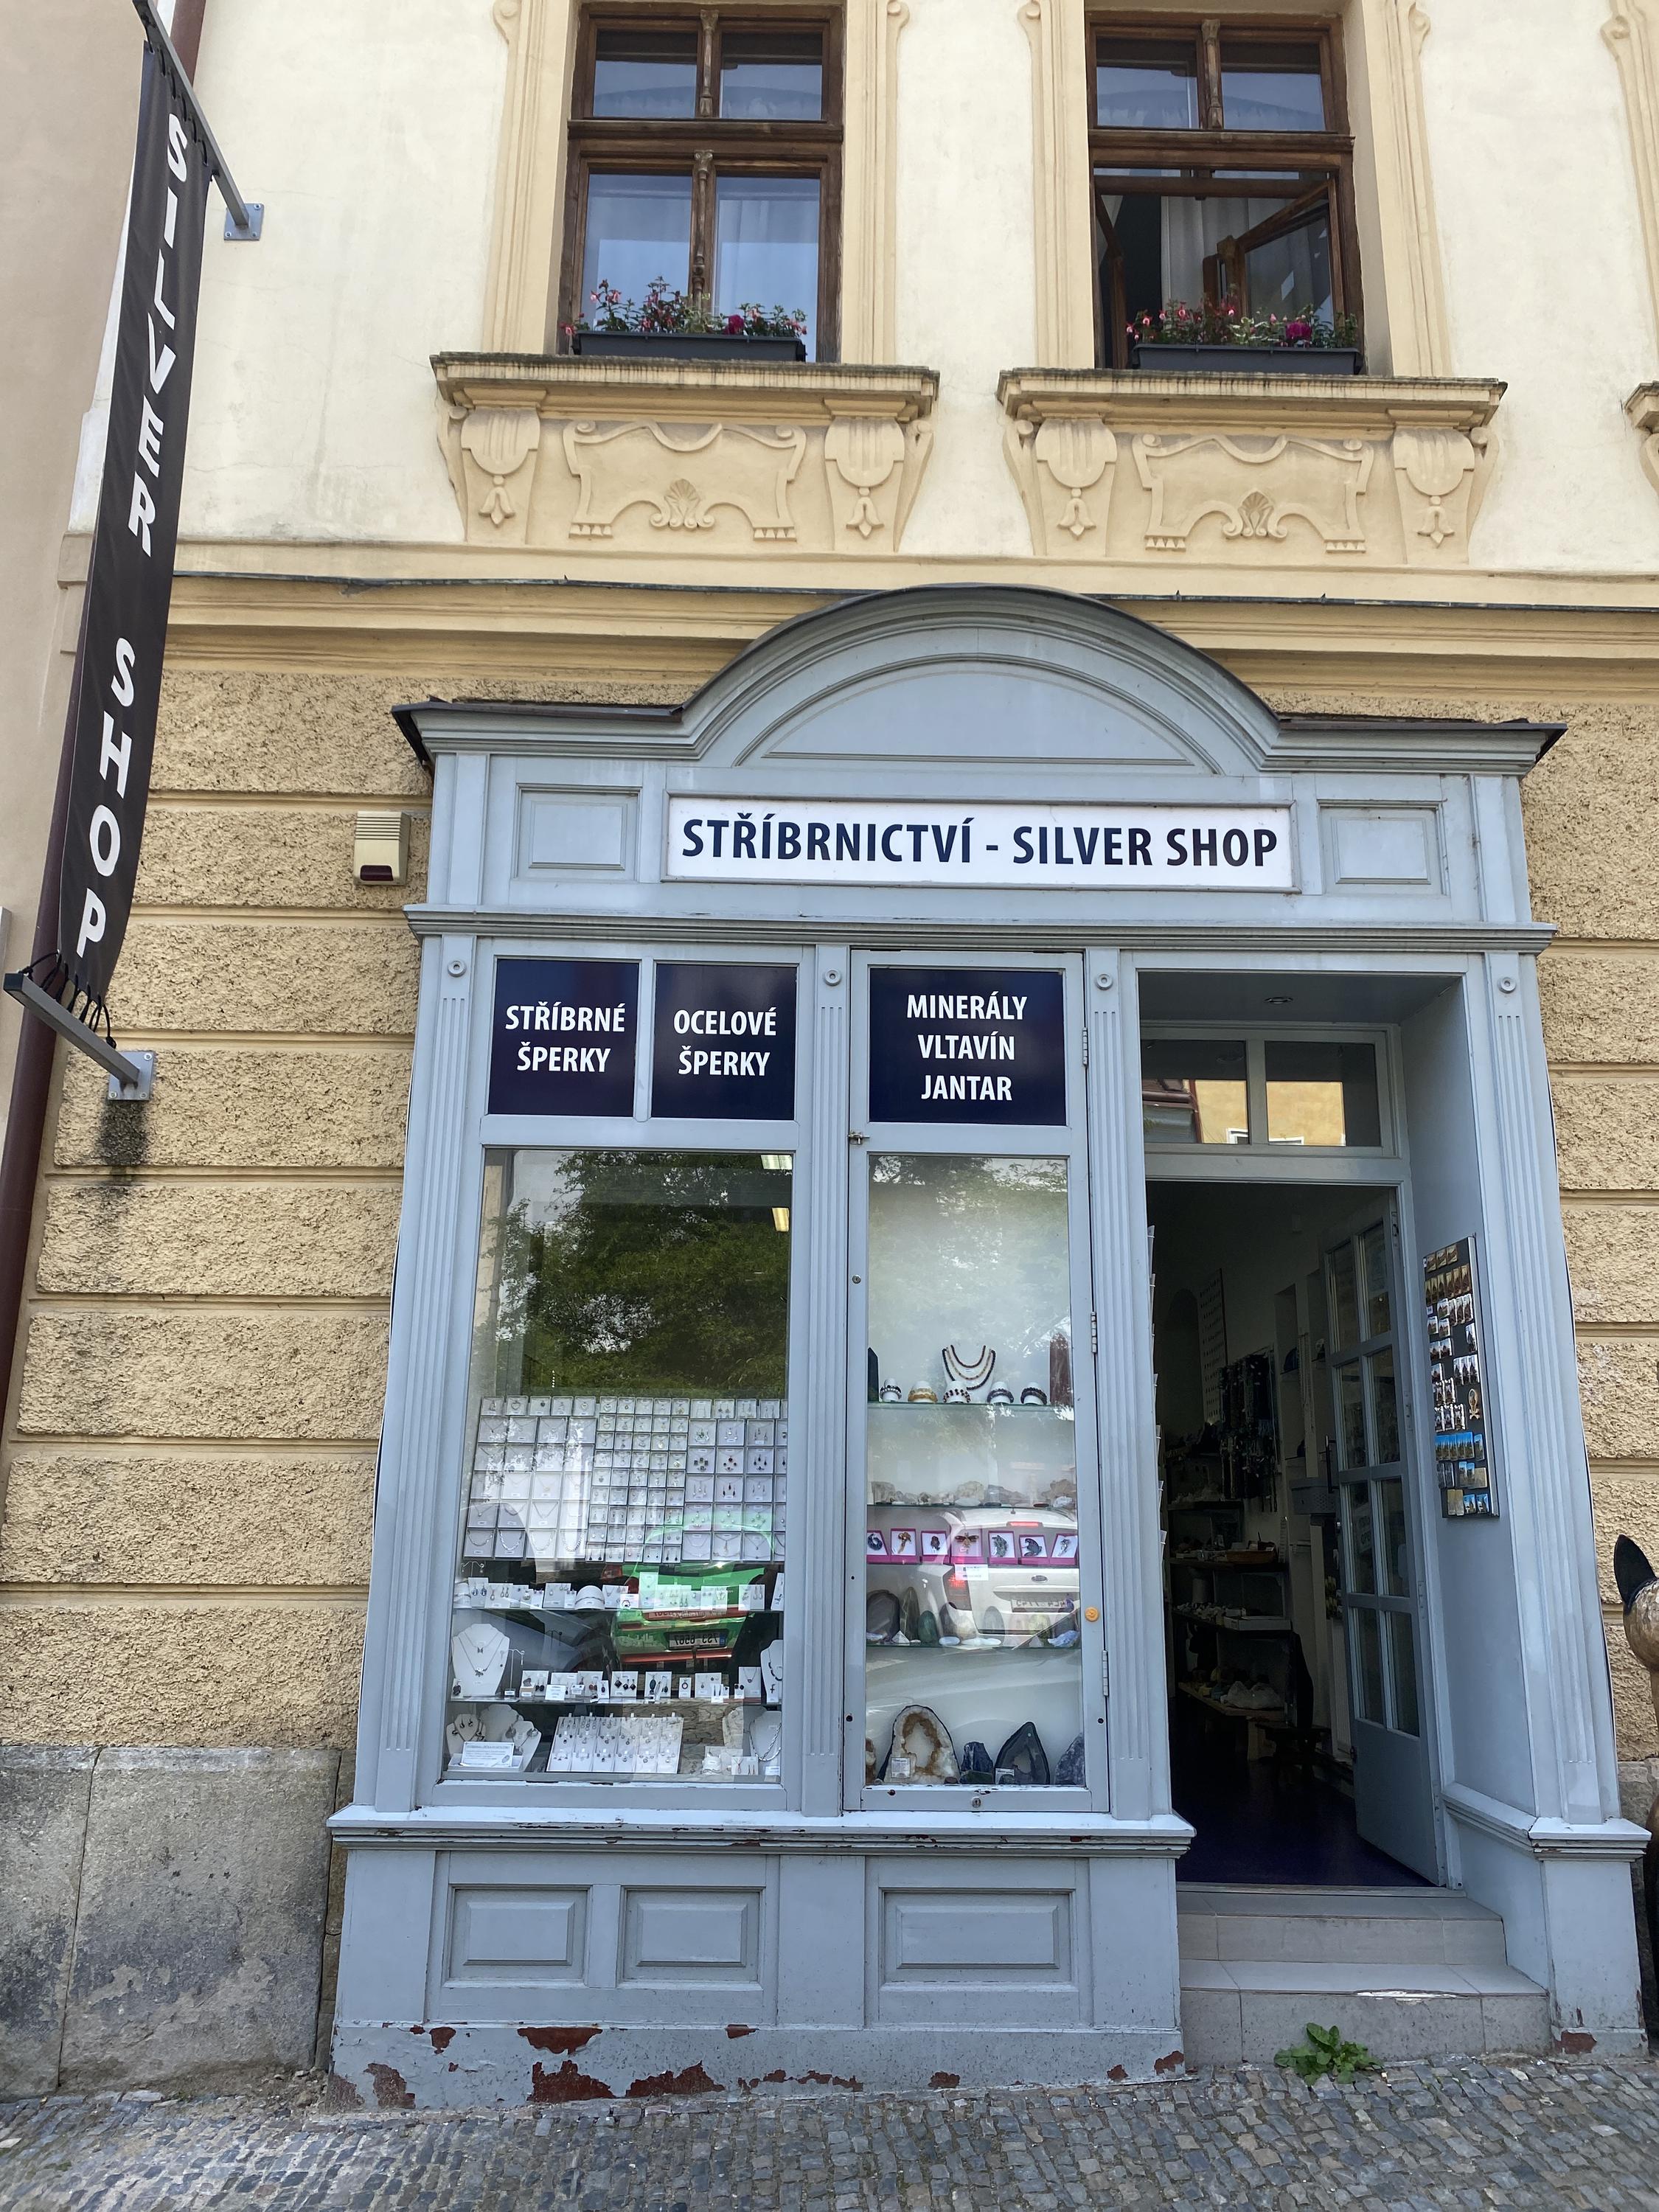 SILVER SHOP
STŘÍBRNICTVÍ - SILVER SHOP
STŘÍBRNÉ
ŠPERKY
OCELOVÉ
ŠPERKY
MINERÁLY
VLTAVÍN
JANTAR